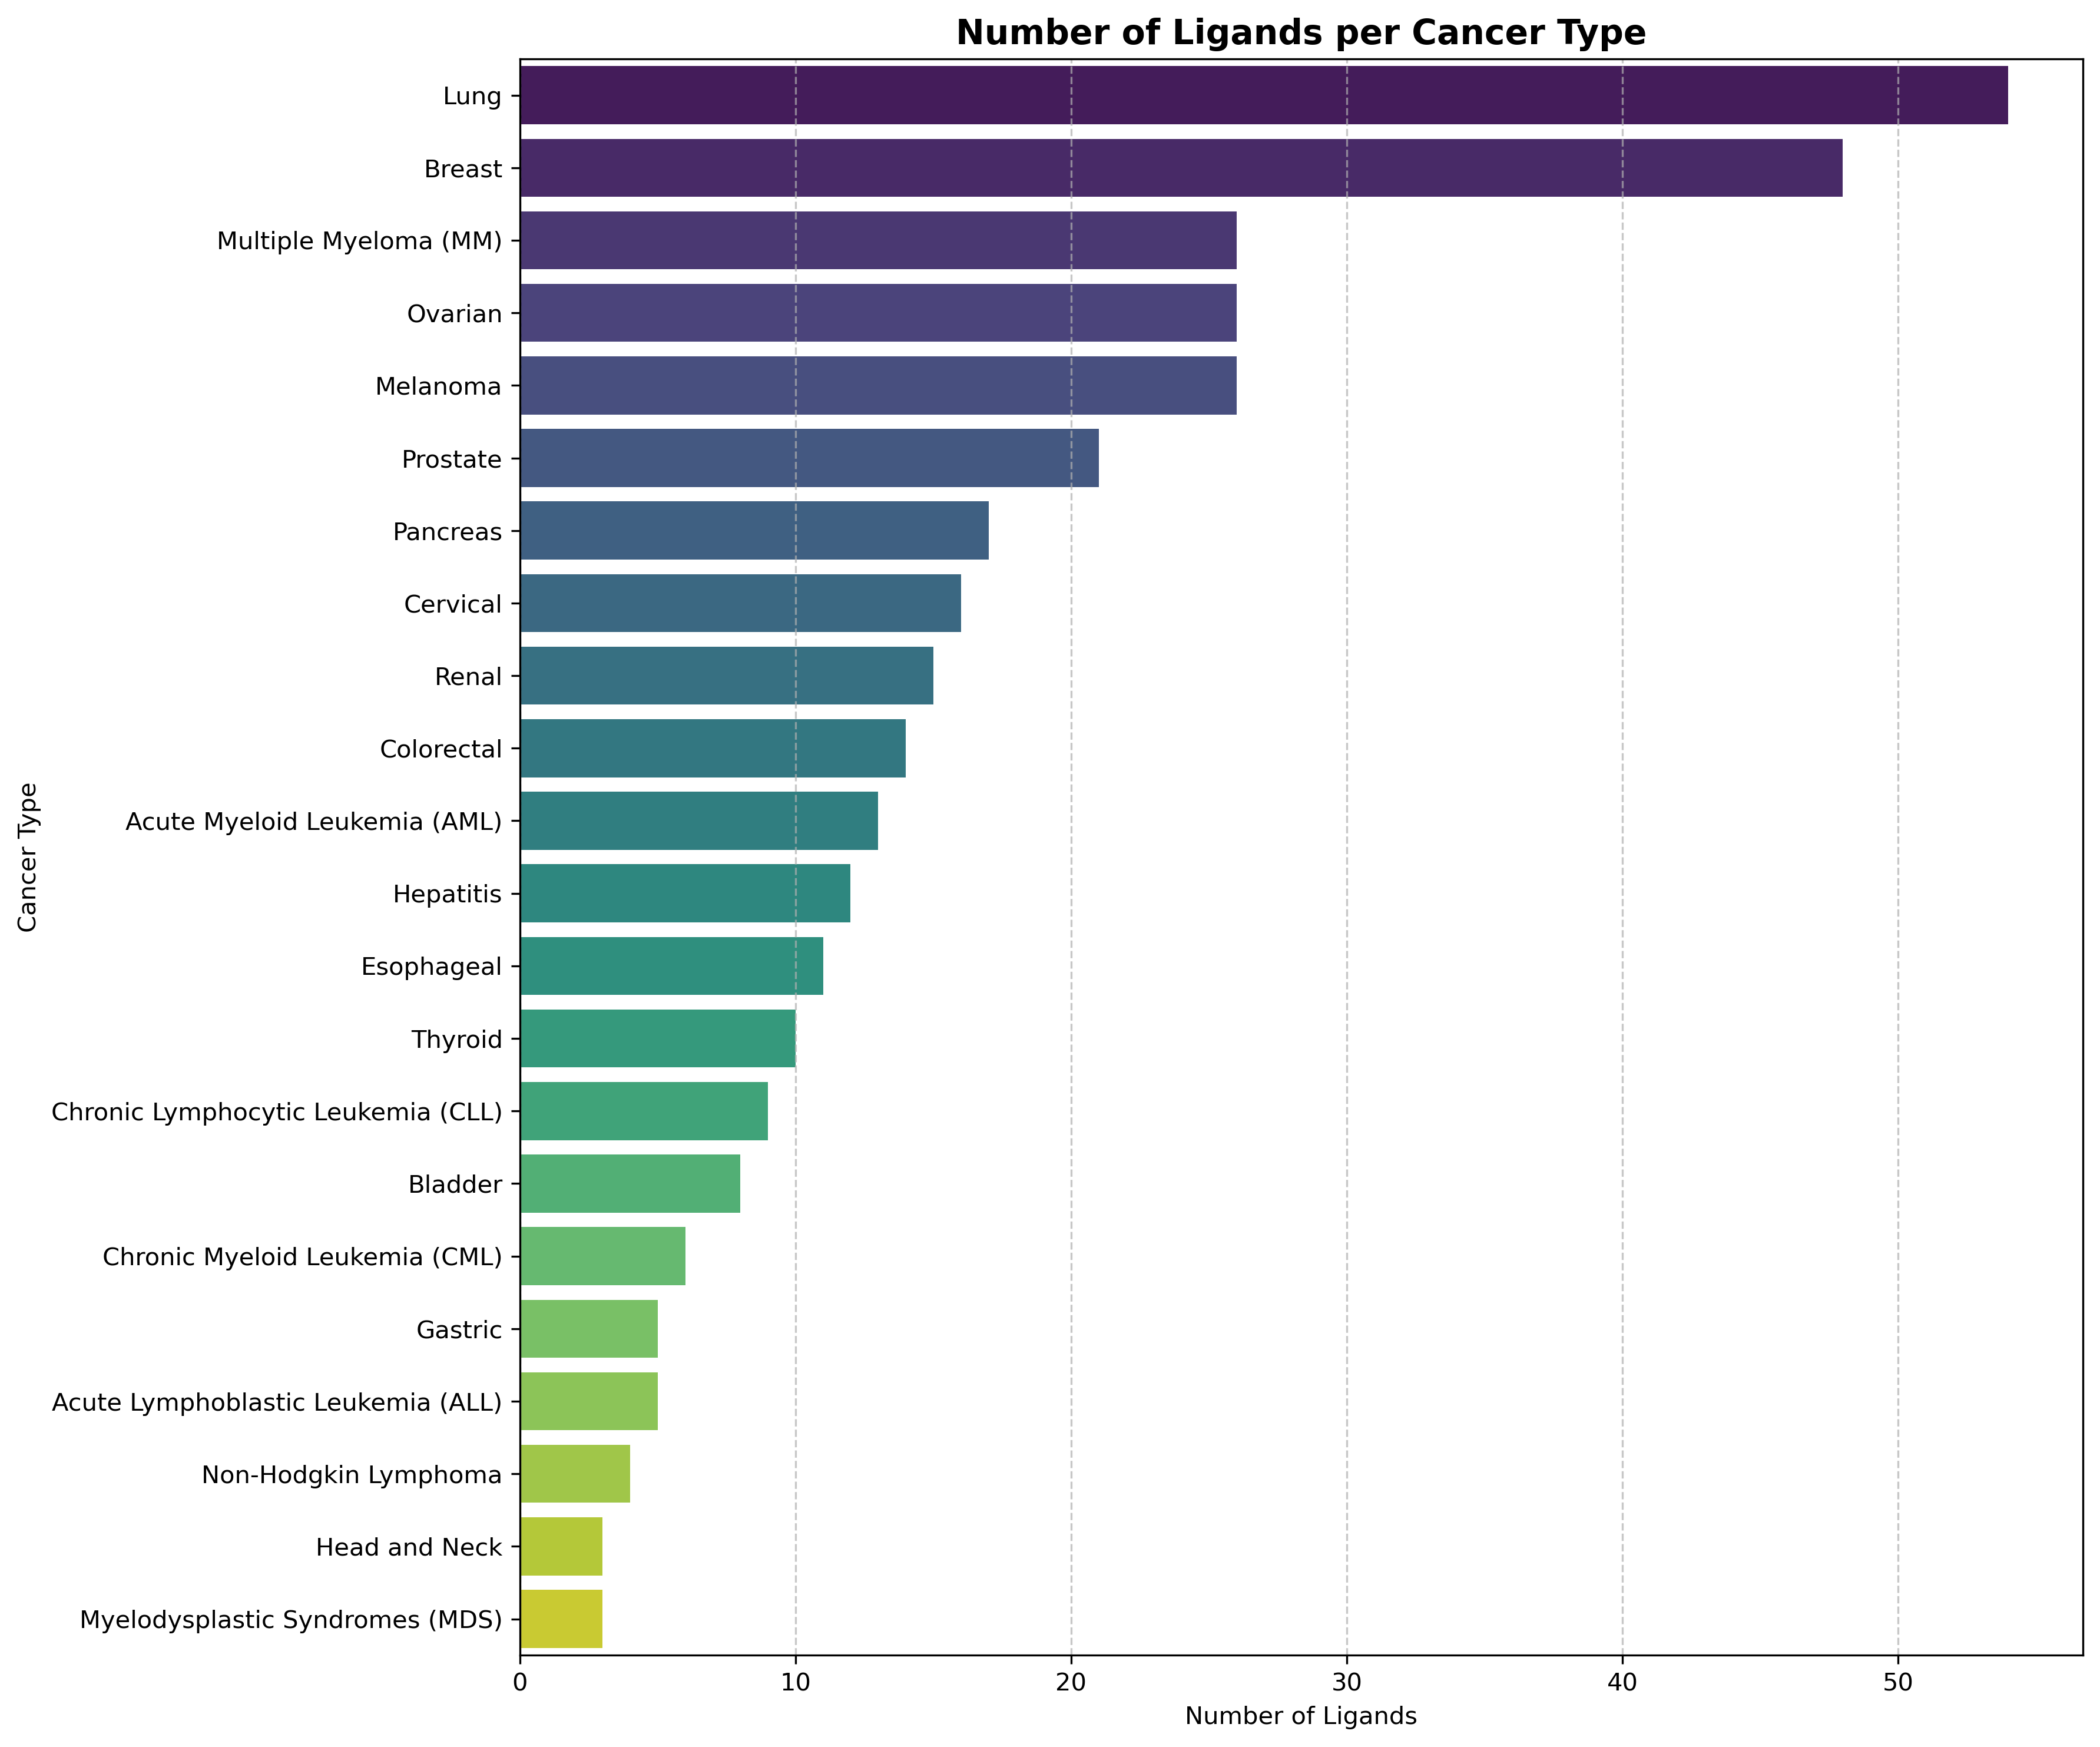 Number of Ligands per Cancer Type
Lung
Breast
Multiple Myeloma (MM)
Ovarian
Melanoma
Prostate
Pancreas
Cervical
Renal
Colorectal
Acute Myeloid Leukemia (AML)
Hepatitis
Esophageal
Thyroid
Chronic Lymphocytic Leukemia (CLL)
Bladder
Chronic Myeloid Leukemia (CML)
Gastric
Acute Lymphoblastic Leukemia (ALL)
Non-Hodgkin Lymphoma
Head and Neck
Myelodysplastic Syndromes (MDS)
Cancer Type
0 10 20 30 40 50
Number of Ligands